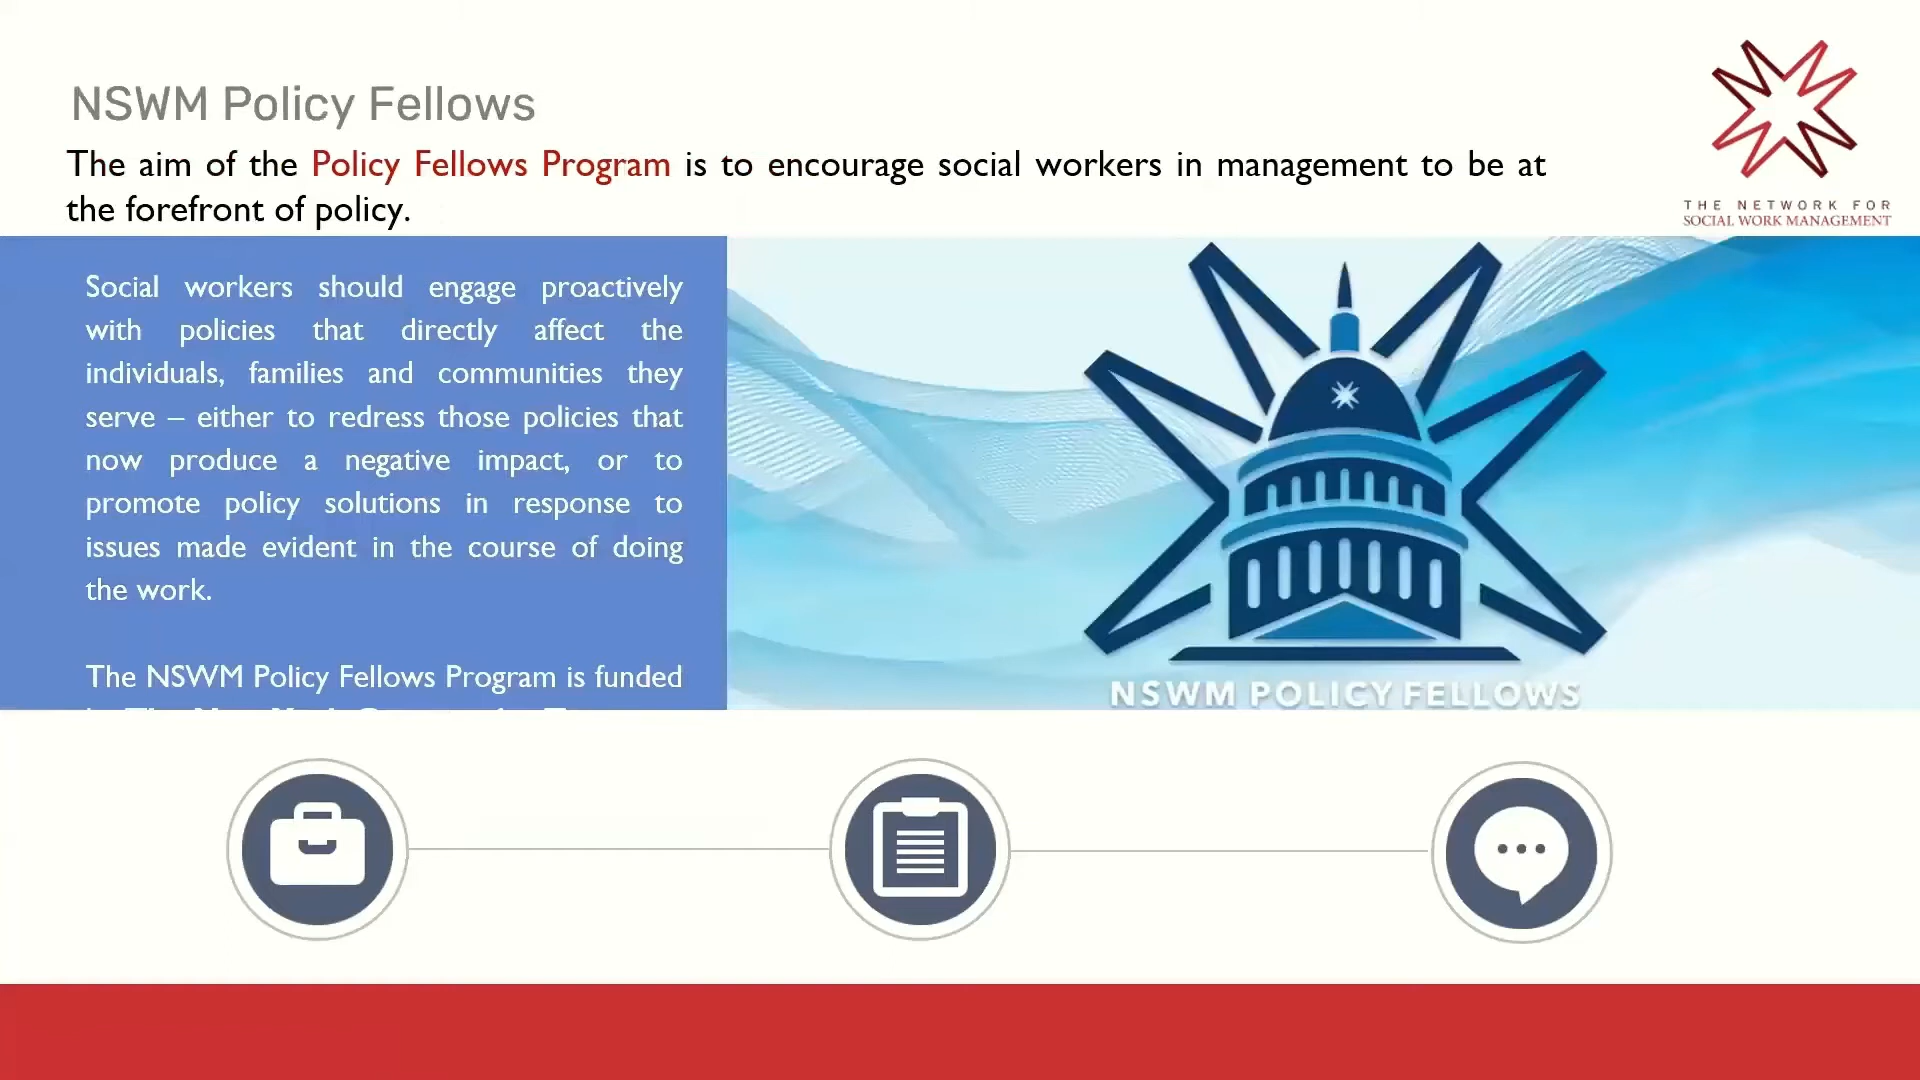 NSWM Policy Fellows
The aim of the Policy Fellows Program is to encourage social workers in management to be at
the forefront of policy.
THE NETWORK FOR
SOCIAL WORK MANAGEMENT
Social workers should engage proactively
with policies that directly affect the
individuals, families and communities they
serve – either to redress those policies that
now produce a negative impact, or to
promote policy solutions in response to
issues made evident in the course of doing
the work.
The NSWM Policy Fellows Program is funded
NSWM POLICY FELLOWS